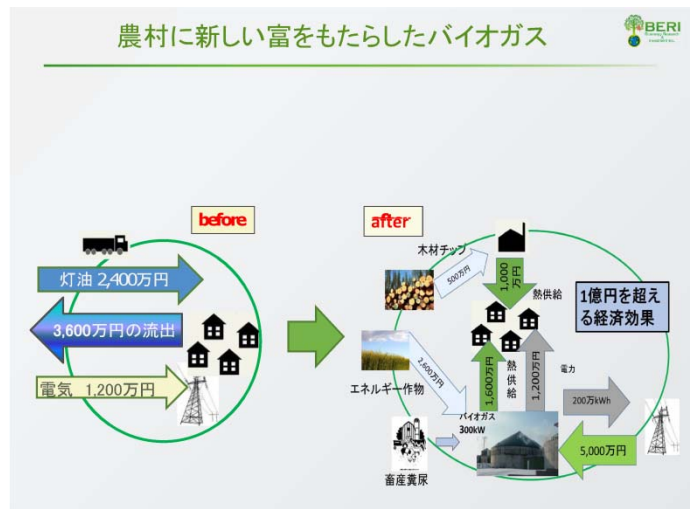 農村に新しい富をもたらしたバイオガス
BERI
before
灯油 2,400万円
3,600万円の流出
電気 1,200万円
after
木材チップ
500万円
1,000
万円
熱供給
1億円を超え
る経済効果
エネルギー作物
2,600万円
1,600万円
熱
供
給
1,200万円
電力
200万kWh
バイオガス
300kW
畜産糞尿
5,000万円